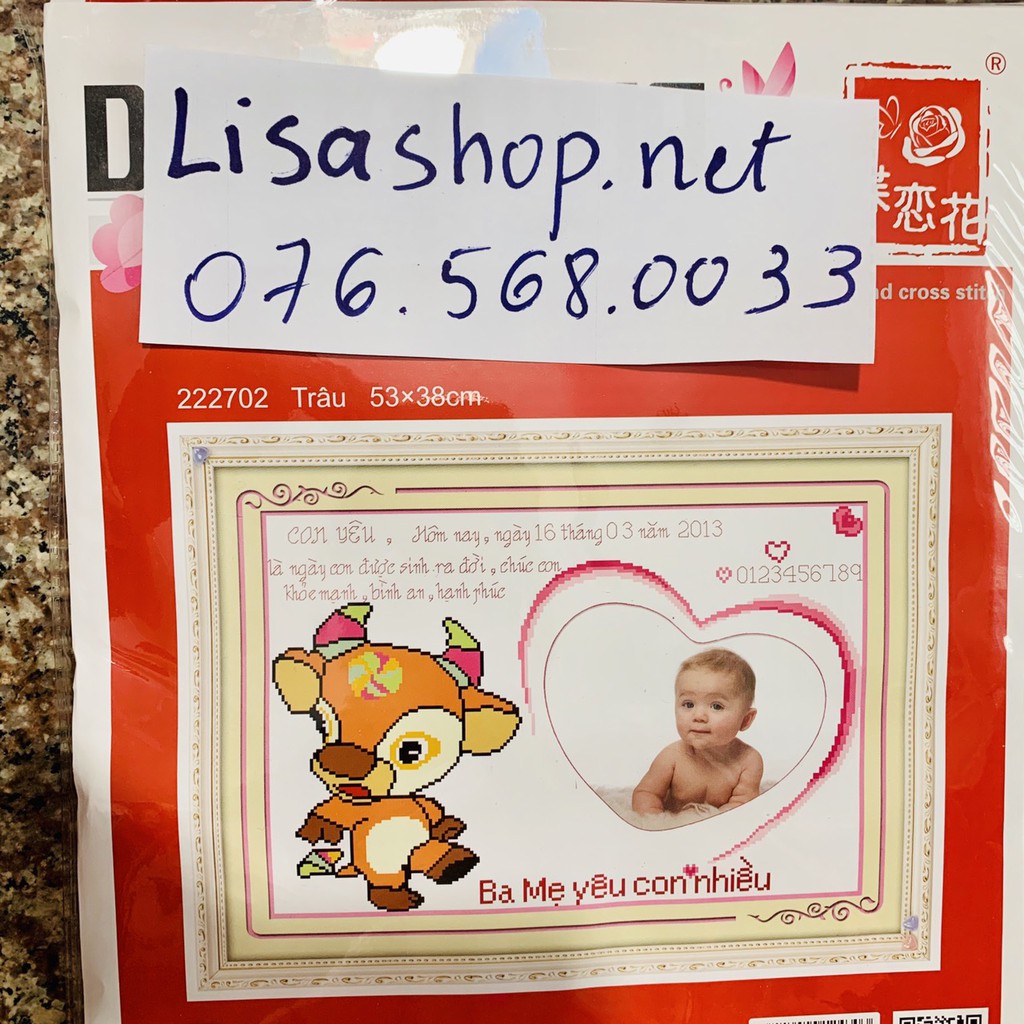 D
Lisashop.net
076.568.0033
®
恋花
cross stitch
222702 Trâu 53×38cm
con yêu, Hôm nay, ngày 16 tháng 03 năm 2013
là ngày con được sinh ra đời, chúc con
khỏe mạnh, bình an, hạnh phúc
0123456789
Ba Mẹ yêu con nhiều